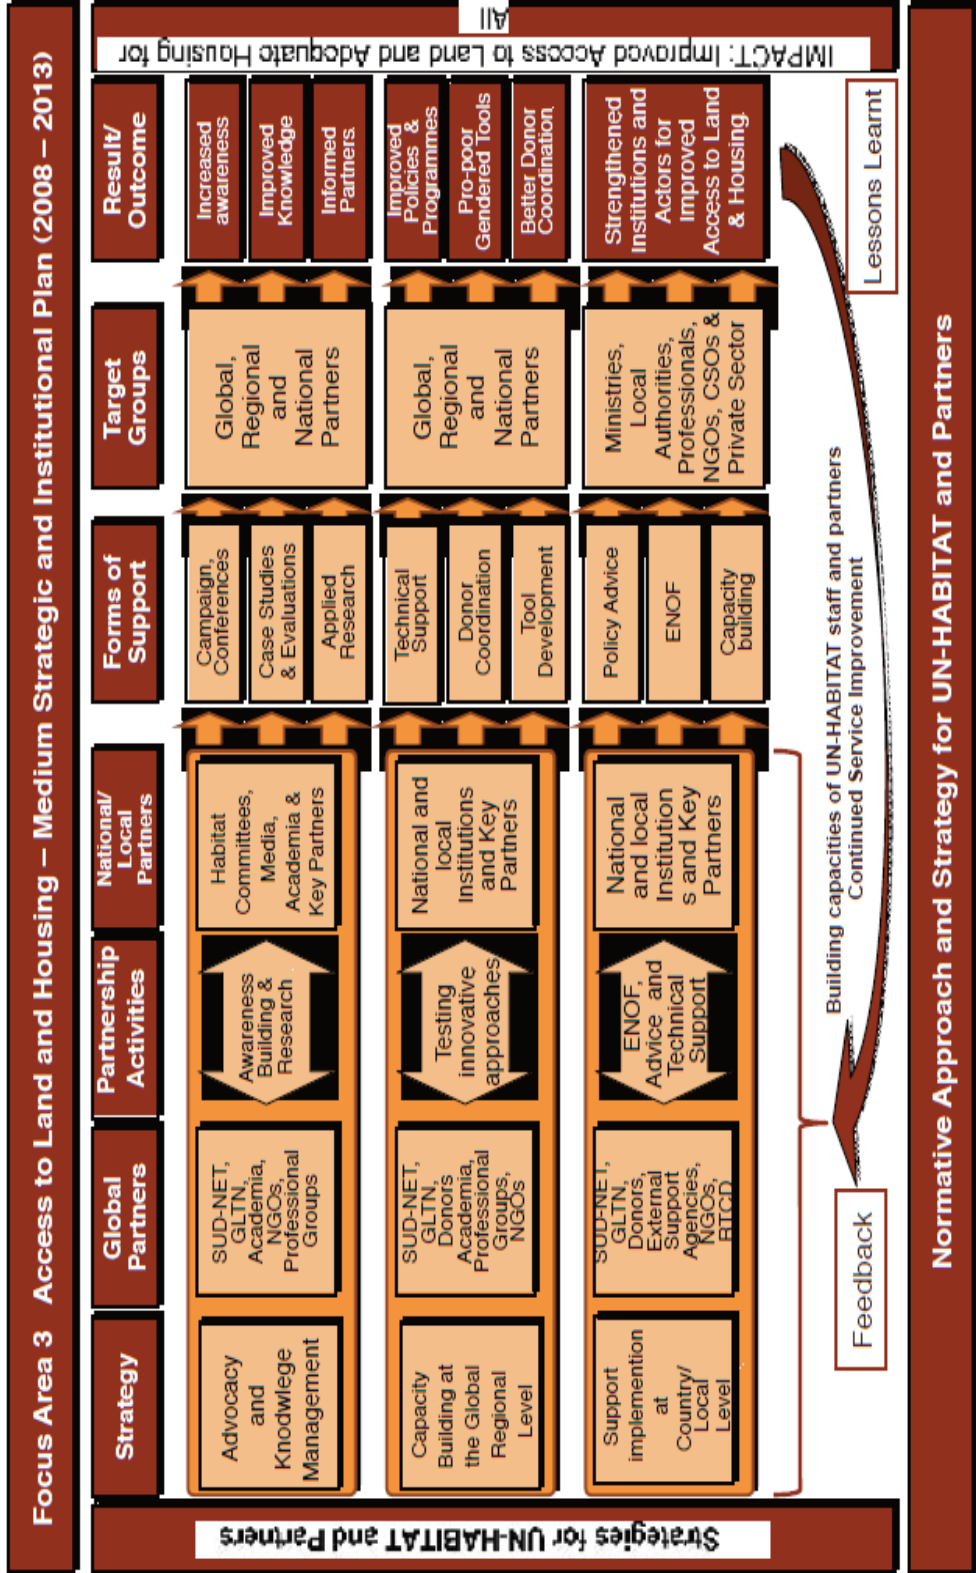 Focus Area 3 Access to Land and Housing – Medium Strategic and Institutional Plan (2008 – 2013)
Strategies for UN-HABITAT and Partners
Strategy
Global
Partners
Partnership
Activities
National/
Local
Partners
Forms of
Support
Target
Groups
Result/
Outcome
Advocacy
and
Knodwlege
Management
SUD-NET,
GLTN,
Academia,
NGOs,
Professional
Groups
Awareness
Building &
Research
Habitat
Committees,
Media,
Academia &
Key Partners
Campaign,
Conferences
Case Studies
& Evaluations
Applied
Research
Global,
Regional
and
National
Partners
Increased
awareness
Improved
Knowledge
Informed
Partners
Capacity
Building at
the Global
Regional
Level
SUD-NET,
GLTN,
Donors
Academia,
Professional
Groups,
NGOs
Testing
innovative
approaches
National and
local
Institutions
and Key
Partners
Technical
Support
Donor
Coordination
Tool
Development
Global,
Regional
and
National
Partners
Improved
Policies &
Programmes
Pro-poor
Gendered Tools
Better Donor
Coordination
Support
implemention
at
Country/
Local
Level
SUD-NET,
GLTN,
Donors,
External
Support
Agencies,
NGOs,
RTCD
ENOF,
Advice and
Technical
Support
National
and local
Institution
s and Key
Partners
Policy Advice
ENOF
Capacity
building
Ministries,
Local
Authorities,
Professionals,
NGOs, CSOs &
Private Sector
Strengthened
Institutions and
Actors for
Improved
Access to Land
& Housing
IMPACT: Improved Access to Land and Adequate Housing for
All
Building capacities of UN-HABITAT staff and partners
Continued Service Improvement
Feedback
Lessons Learnt
Normative Approach and Strategy for UN-HABITAT and Partners